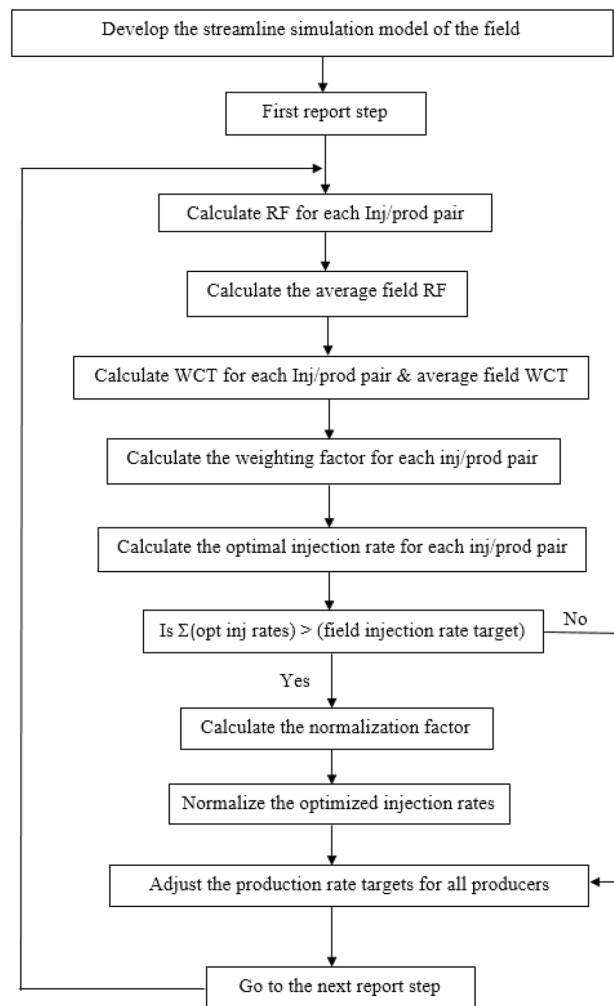 Develop the streamline simulation model of the field
First report step
Calculate RF for each Inj/prod pair
Calculate the average field RF
Calculate WCT for each Inj/prod pair & average field WCT
Calculate the weighting factor for each inj/prod pair
Calculate the optimal injection rate for each inj/prod pair
Is Σ(opt inj rates) > (field injection rate target)
No
Yes
Calculate the normalization factor
Normalize the optimized injection rates
Adjust the production rate targets for all producers
Go to the next report step